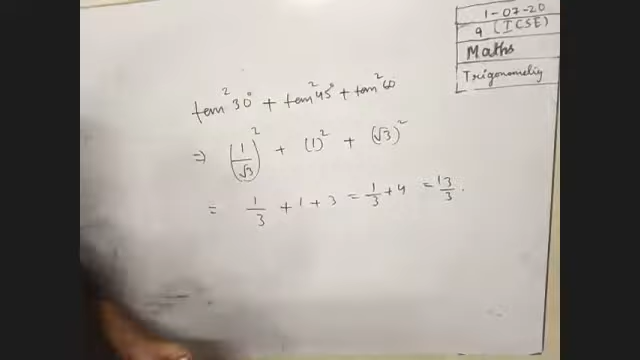 1-07-20
9 (ICSE)
Maths
Trigonometry
tan²30° + tan²45° + tan²60
⇒ (1/√3)² + (1)² + (√3)²
= 1/3 + 1 + 3 = 1/3 + 4 = 13/3.